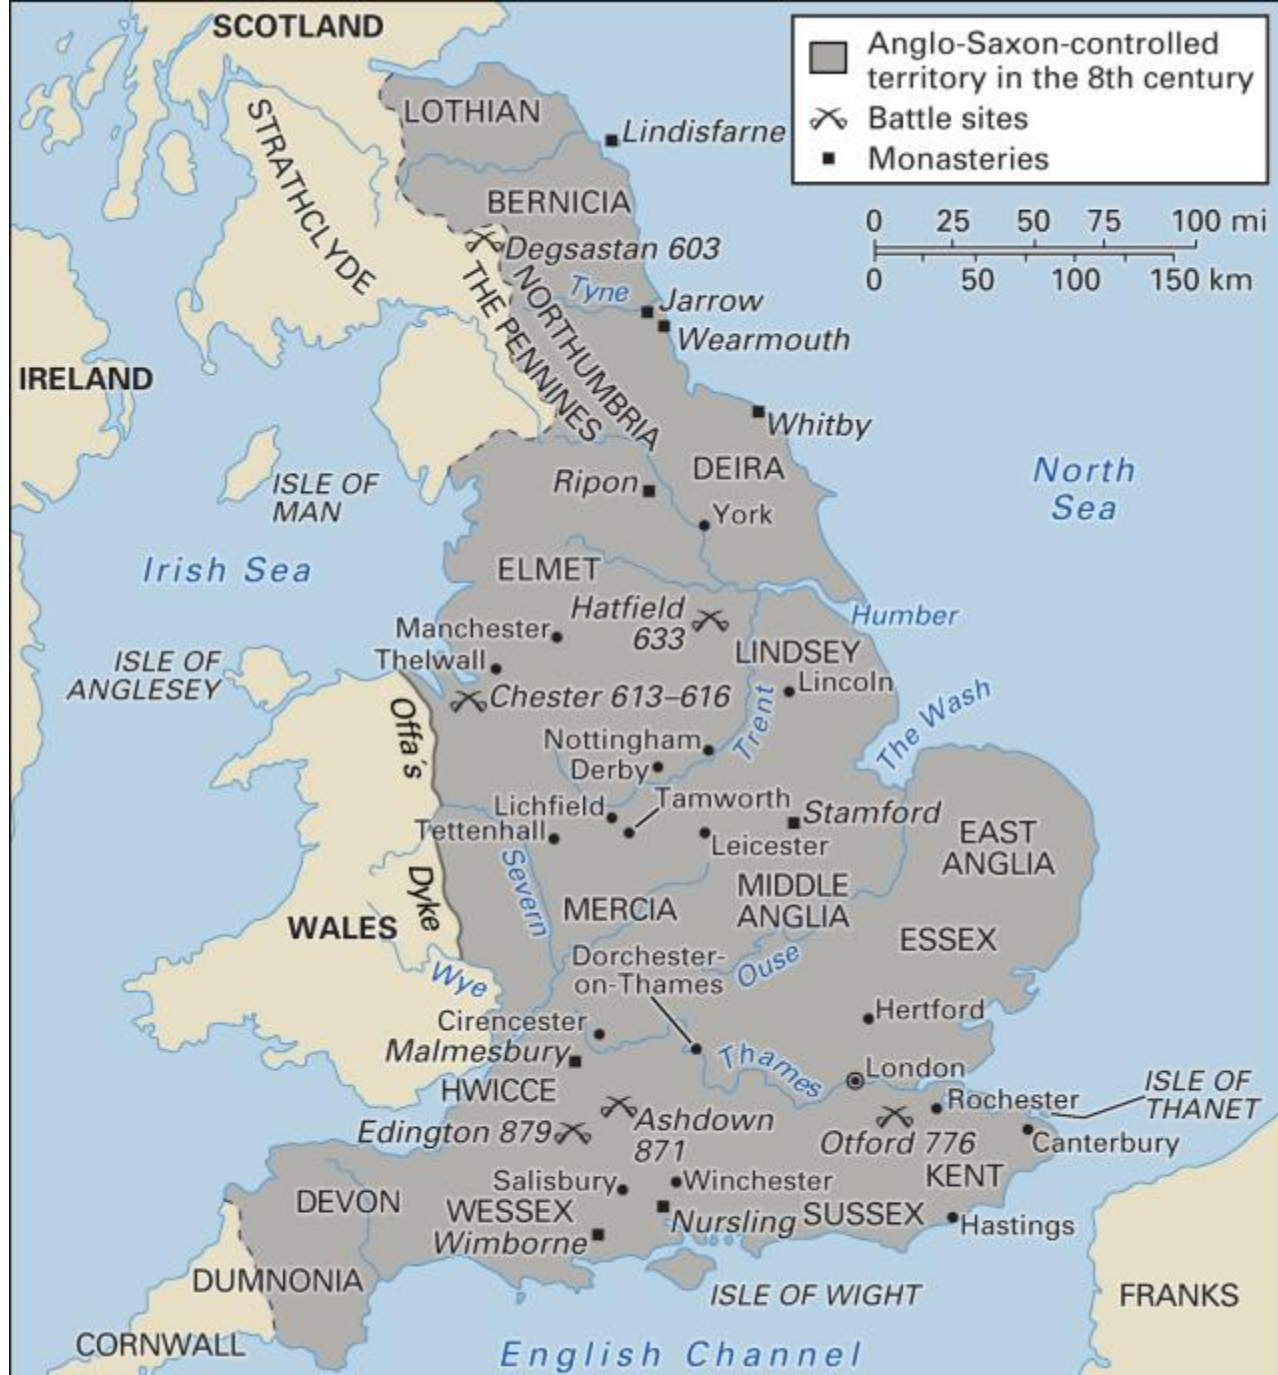 SCOTLAND
Anglo-Saxon-controlled
territory in the 8th century
Battle sites
Monasteries
0 25 50 75 100 mi
0 50 100 150 km
LOTHIAN
STRATHCLYDE
Lindisfarne
BERNICIA
Degsastan 603
THE PENNINES
NORTHUMBRIA
Tyne
Jarrow
Wearmouth
IRELAND
Whitby
DEIRA
North
Sea
Ripon
ISLE OF
MAN
York
Irish Sea
ELMET
Hatfield
633
Humber
Manchester
Thelwall
LINDSEY
ISLE OF
ANGLESEY
Chester 613–616
Lincoln
The Wash
Offa's
Dyke
Trent
Nottingham
Derby
Lichfield
Tamworth
Stamford
Tettenhall
Leicester
EAST
ANGLIA
Severn
MERCIA
MIDDLE
ANGLIA
WALES
ESSEX
Wye
Dorchester-
on-Thames
Ouse
Hertford
Cirencester
Malmesbury
Thames
London
HWICCE
Rochester
ISLE OF
THANET
Edington 879
Ashdown
871
Otford 776
Canterbury
KENT
Salisbury
Winchester
DEVON
WESSEX
Nursling
SUSSEX
Hastings
Wimborne
DUMNONIA
ISLE OF WIGHT
FRANKS
CORNWALL
English Channel